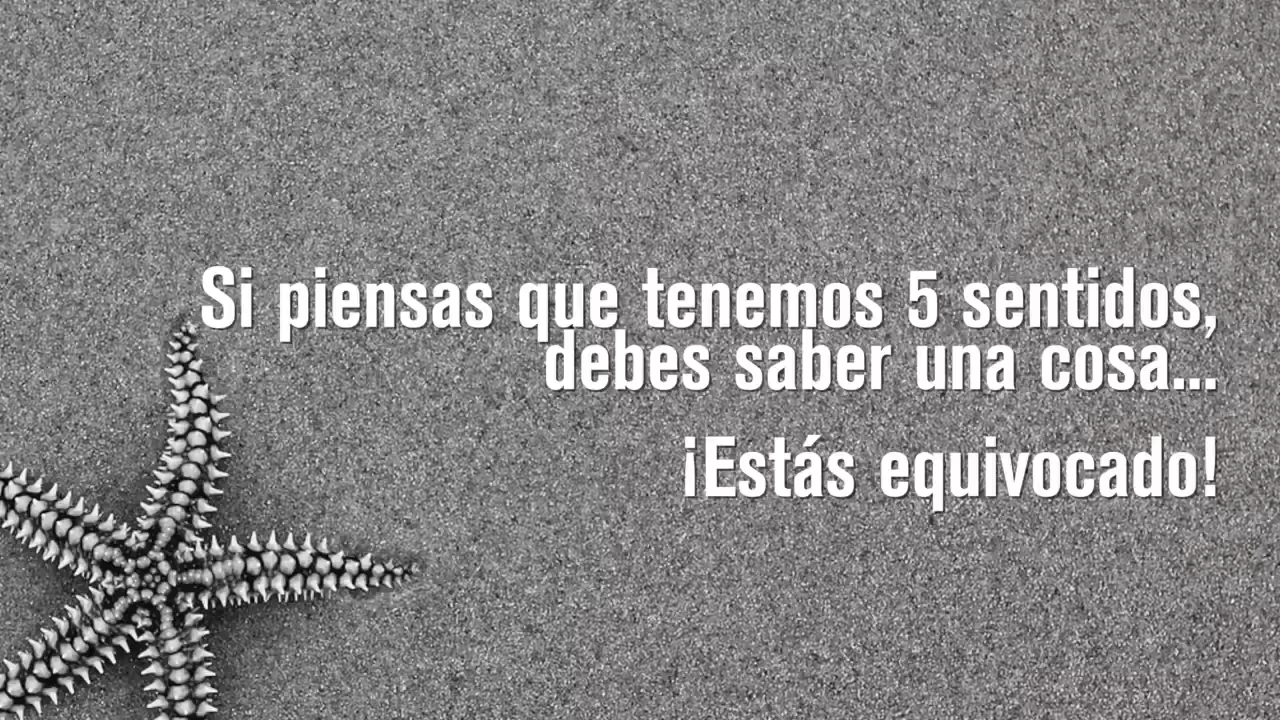 Si piensas que tenemos 5 sentidos,
debes saber una cosa...
¡Estás equivocado!